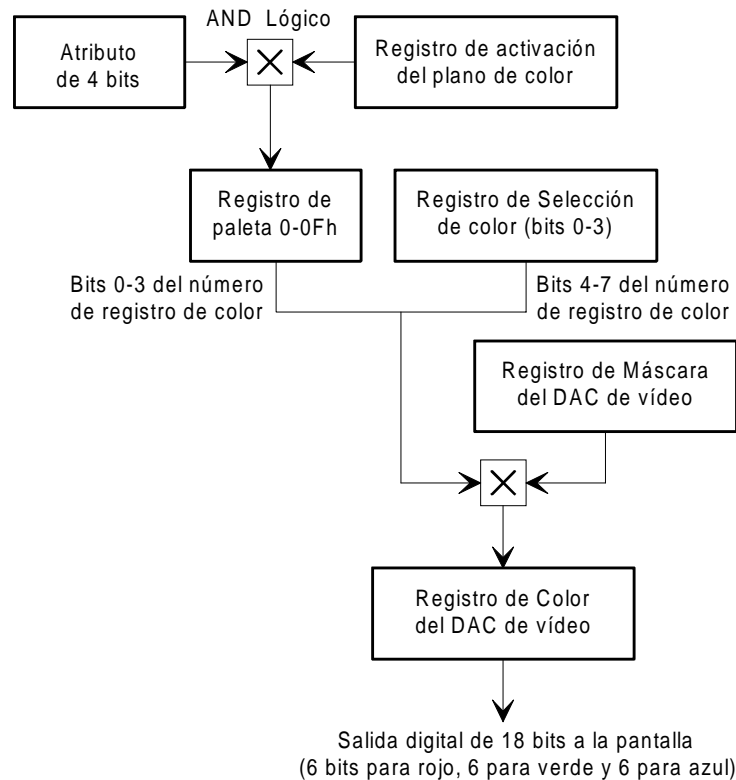 AND Lógico
Atributo
de 4 bits
Registro de activación
del plano de color
Registro de
paleta 0-0Fh
Registro de Selección
de color (bits 0-3)
Bits 0-3 del número
de registro de color
Bits 4-7 del número
de registro de color
Registro de Máscara
del DAC de vídeo
Registro de Color
del DAC de vídeo
Salida digital de 18 bits a la pantalla
(6 bits para rojo, 6 para verde y 6 para azul)